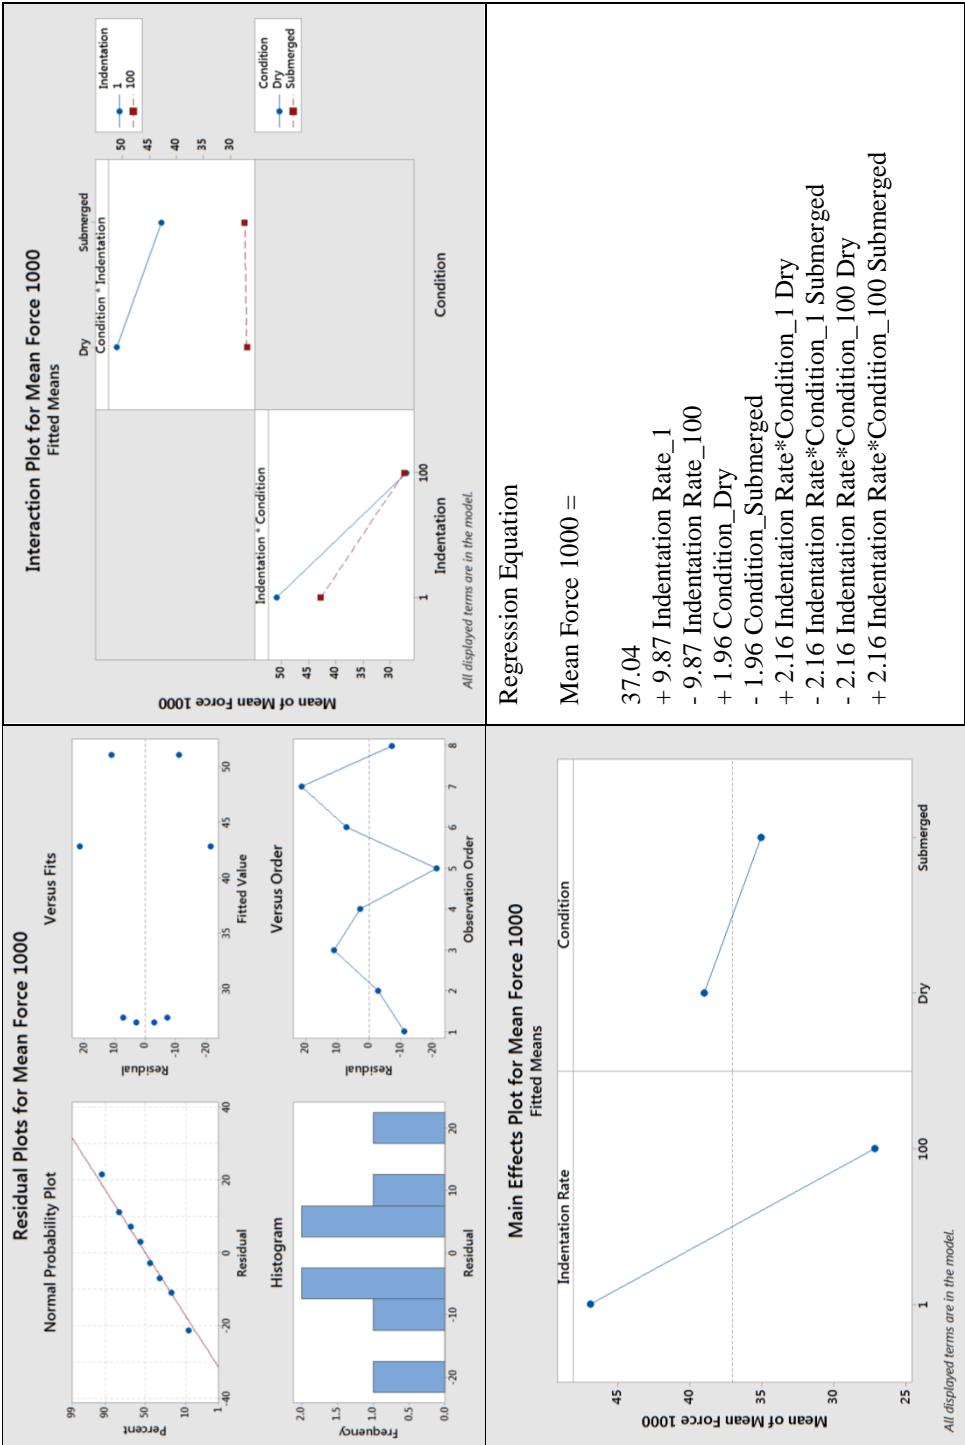 Residual Plots for Mean Force 1000
Normal Probability Plot
Percent
99
90
50
10
1
-40
-20
0
20
40
Residual
Versus Fits
Residual
20
10
0
-10
-20
30
35
40
45
50
Fitted Value
Histogram
Frequency
2.0
1.5
1.0
0.5
0.0
-20
-10
0
10
20
Residual
Versus Order
Residual
20
10
0
-10
-20
1
2
3
4
5
6
7
8
Observation Order
Interaction Plot for Mean Force 1000
Fitted Means
Dry
Submerged
Condition * Indentation
50
45
40
35
30
Indentation
1
100
Indentation * Condition
Condition
Dry
Submerged
Mean of Mean Force 1000
50
45
40
35
30
1
100
Indentation
Condition
All displayed terms are in the model.
Main Effects Plot for Mean Force 1000
Fitted Means
Indentation Rate
Condition
Mean of Mean Force 1000
45
40
35
30
25
1
100
Dry
Submerged
All displayed terms are in the model.
Regression Equation
Mean Force 1000 =
37.04
+ 9.87 Indentation Rate_1
- 9.87 Indentation Rate_100
+ 1.96 Condition_Dry
- 1.96 Condition_Submerged
+ 2.16 Indentation Rate*Condition_1 Dry
- 2.16 Indentation Rate*Condition_1 Submerged
- 2.16 Indentation Rate*Condition_100 Dry
+ 2.16 Indentation Rate*Condition_100 Submerged